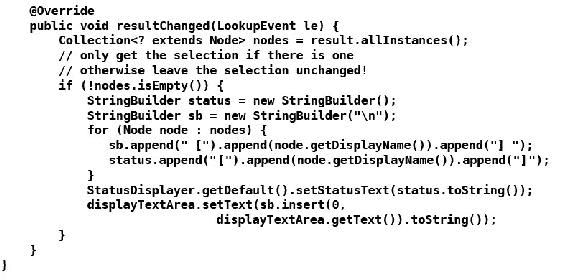 @Override
public void resultChanged(LookupEvent le) {
Collection<? extends Node> nodes = result.allInstances();
// only get the selection if there is one
// otherwise leave the selection unchanged!
if (!nodes.isEmpty()) {
StringBuilder status = new StringBuilder();
StringBuilder sb = new StringBuilder("\n");
for (Node node : nodes) {
sb.append(" [").append(node.getDisplayName()).append("] ");
status.append("[").append(node.getDisplayName()).append("]");
}
StatusDisplayer.getDefault().setStatusText(status.toString());
displayTextArea.setText(sb.insert(0,
displayTextArea.getText()).toString());
}
}
}